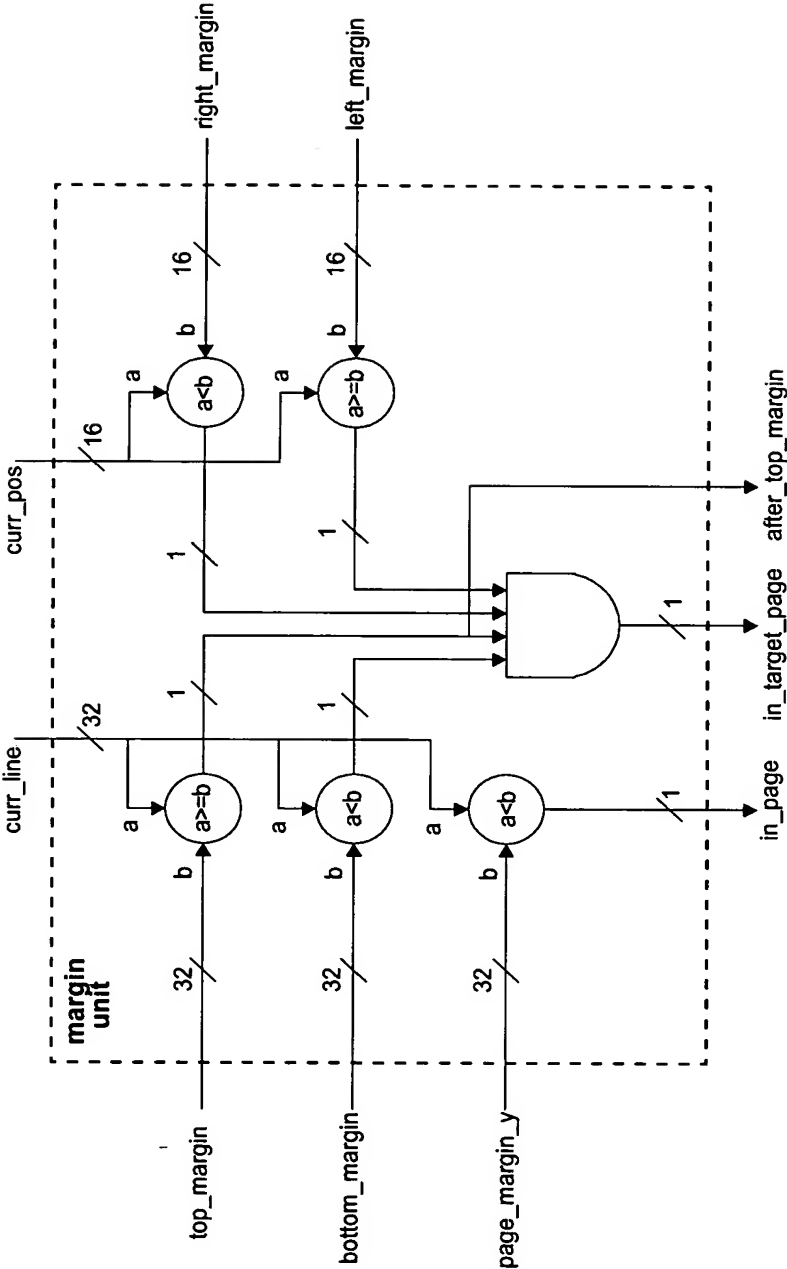 curr_line
curr_pos
margin
unit
32
16
top_margin
32
b
a
a>=b
1
a
a<b
b
16
right_margin
1
bottom_margin
32
b
a
a<b
1
a
a>=b
b
16
left_margin
1
page_margin_y
32
b
a
a<b
1
1
in_page
in_target_page
after_top_margin